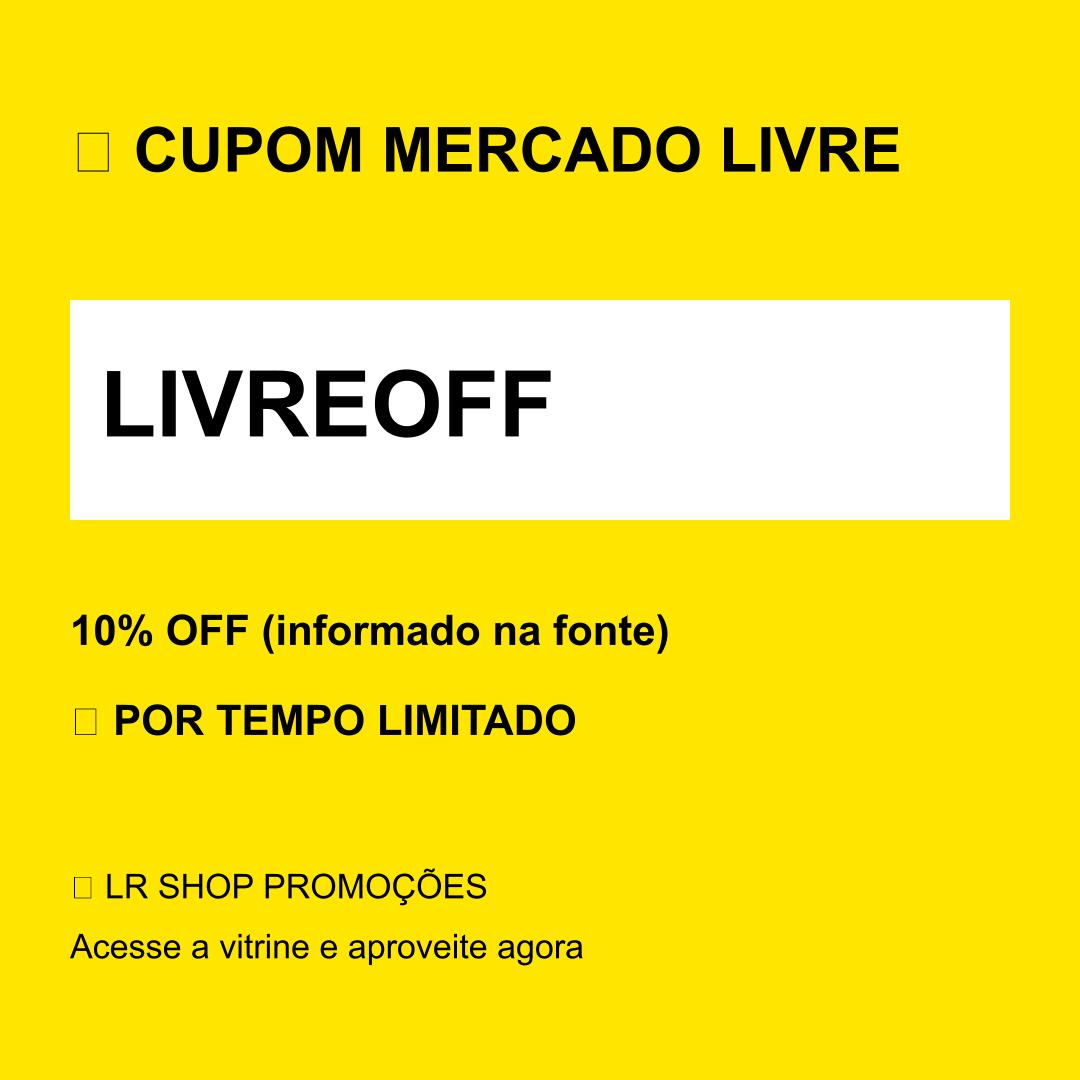 □ CUPOM MERCADO LIVRE
LIVREOFF
10% OFF (informado na fonte)
□ POR TEMPO LIMITADO
□ LR SHOP PROMOÇÕES
Acesse a vitrine e aproveite agora